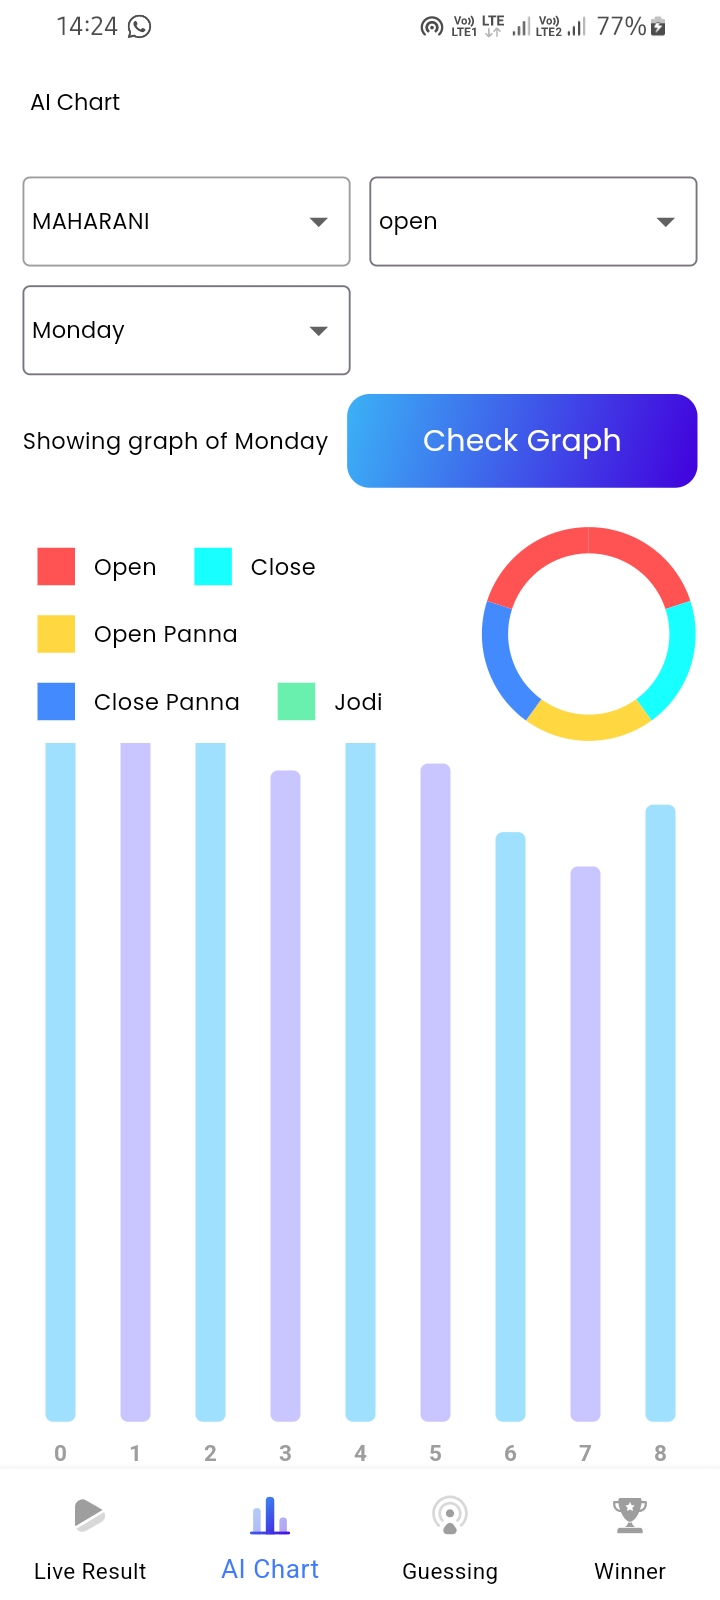 14:24 Vo)) LTE1 LTE Vo)) LTE2 77%
AI Chart
MAHARANI open
Monday
Showing graph of Monday Check Graph
Open Close
Open Panna
Close Panna Jodi
0 1 2 3 4 5 6 7 8
Live Result AI Chart Guessing Winner